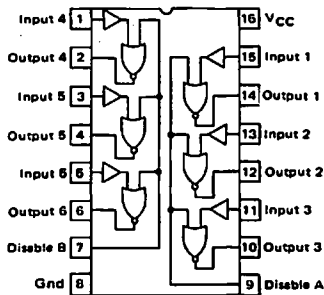 Input 4 1 16 VCC
Output 4 2 15 Input 1
Input 5 3 14 Output 1
Output 5 4 13 Input 2
Input 6 5 12 Output 2
Output 6 6 11 Input 3
Disable B 7 10 Output 3
Gnd 8 9 Disable A